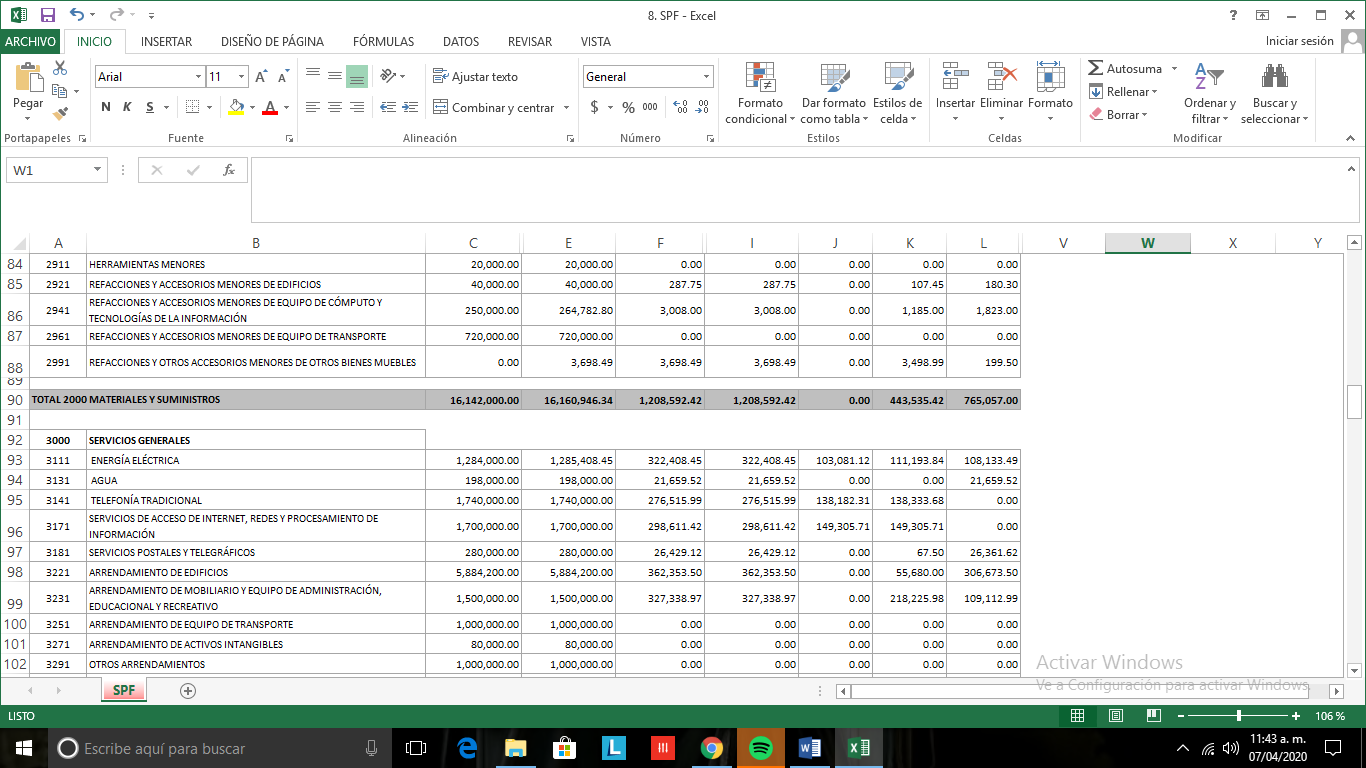 8. SPF - Excel
ARCHIVO INICIO INSERTAR DISEÑO DE PÁGINA FÓRMULAS DATOS REVISAR VISTA Iniciar sesión
Pegar
Arial 11
N K S
Ajustar texto
Combinar y centrar
General
$ % 000
Formato condicional
Dar formato como tabla
Estilos de celda
Insertar Eliminar Formato
Autosuma
Rellenar
Borrar
Ordenar y filtrar
Buscar y seleccionar
Portapapeles Fuente Alineación Número Estilos Celdas Modificar
W1 fx
A B C E F I J K L V W X Y
84 2911 HERRAMIENTAS MENORES 20,000.00 20,000.00 0.00 0.00 0.00 0.00 0.00
85 2921 REFACCIONES Y ACCESORIOS MENORES DE EDIFICIOS 40,000.00 40,000.00 287.75 287.75 0.00 107.45 180.30
86 2941 REFACCIONES Y ACCESORIOS MENORES DE EQUIPO DE CÓMPUTO Y
TECNOLOGÍAS DE LA INFORMACIÓN 250,000.00 264,782.80 3,008.00 3,008.00 0.00 1,185.00 1,823.00
87 2961 REFACCIONES Y ACCESORIOS MENORES DE EQUIPO DE TRANSPORTE 720,000.00 720,000.00 0.00 0.00 0.00 0.00 0.00
88 2991 REFACCIONES Y OTROS ACCESORIOS MENORES DE OTROS BIENES MUEBLES 0.00 3,698.49 3,698.49 3,698.49 0.00 3,498.99 199.50
89
90 TOTAL 2000 MATERIALES Y SUMINISTROS 16,142,000.00 16,160,946.34 1,208,592.42 1,208,592.42 0.00 443,535.42 765,057.00
91
92 3000 SERVICIOS GENERALES
93 3111 ENERGÍA ELÉCTRICA 1,284,000.00 1,285,408.45 322,408.45 322,408.45 103,081.12 111,193.84 108,133.49
94 3131 AGUA 198,000.00 198,000.00 21,659.52 21,659.52 0.00 0.00 21,659.52
95 3141 TELEFONÍA TRADICIONAL 1,740,000.00 1,740,000.00 276,515.99 276,515.99 138,182.31 138,333.68 0.00
96 3171 SERVICIOS DE ACCESO DE INTERNET, REDES Y PROCESAMIENTO DE
INFORMACIÓN 1,700,000.00 1,700,000.00 298,611.42 298,611.42 149,305.71 149,305.71 0.00
97 3181 SERVICIOS POSTALES Y TELEGRÁFICOS 280,000.00 280,000.00 26,429.12 26,429.12 0.00 67.50 26,361.62
98 3221 ARRENDAMIENTO DE EDIFICIOS 5,884,200.00 5,884,200.00 362,353.50 362,353.50 0.00 55,680.00 306,673.50
99 3231 ARRENDAMIENTO DE MOBILIARIO Y EQUIPO DE ADMINISTRACIÓN,
EDUCACIONAL Y RECREATIVO 1,500,000.00 1,500,000.00 327,338.97 327,338.97 0.00 218,225.98 109,112.99
100 3251 ARRENDAMIENTO DE EQUIPO DE TRANSPORTE 1,000,000.00 1,000,000.00 0.00 0.00 0.00 0.00 0.00
101 3271 ARRENDAMIENTO DE ACTIVOS INTANGIBLES 80,000.00 80,000.00 0.00 0.00 0.00 0.00 0.00
102 3291 OTROS ARRENDAMIENTOS 1,000,000.00 1,000,000.00 0.00 0.00 0.00 0.00 0.00
Activar Windows
Ve a Configuración para activar Windows.
SPF
LISTO 106 %
Escribe aquí para buscar
11:43 a. m.
07/04/2020